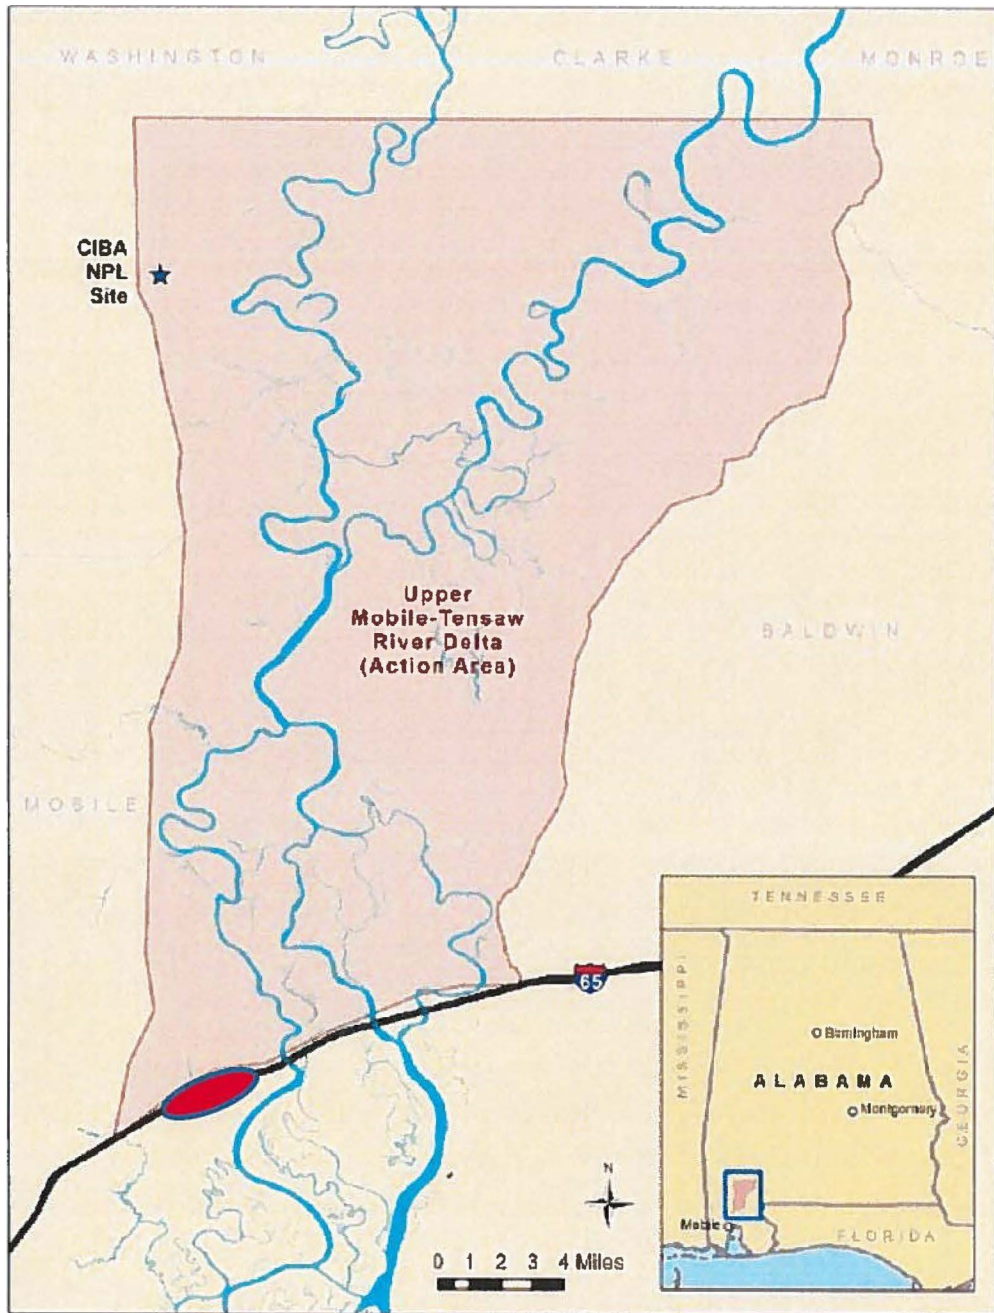 WASHINGTON
CLARKE
MONROE
CIBA
NPL
Site
Upper
Mobile-Tensaw
River Delta
(Action Area)
BALDWIN
MOBILE
65
TENNESSEE
MISSISSIPPI
Birmingham
ALABAMA
Montgomery
GEORGIA
N
Mobile
FLORIDA
0 1 2 3 4 Miles